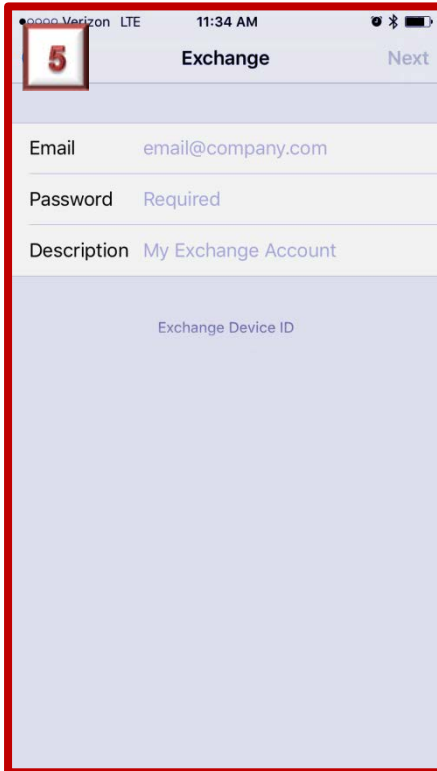 Verizon LTE 11:34 AM
5 Exchange Next
Email email@company.com
Password Required
Description My Exchange Account
Exchange Device ID